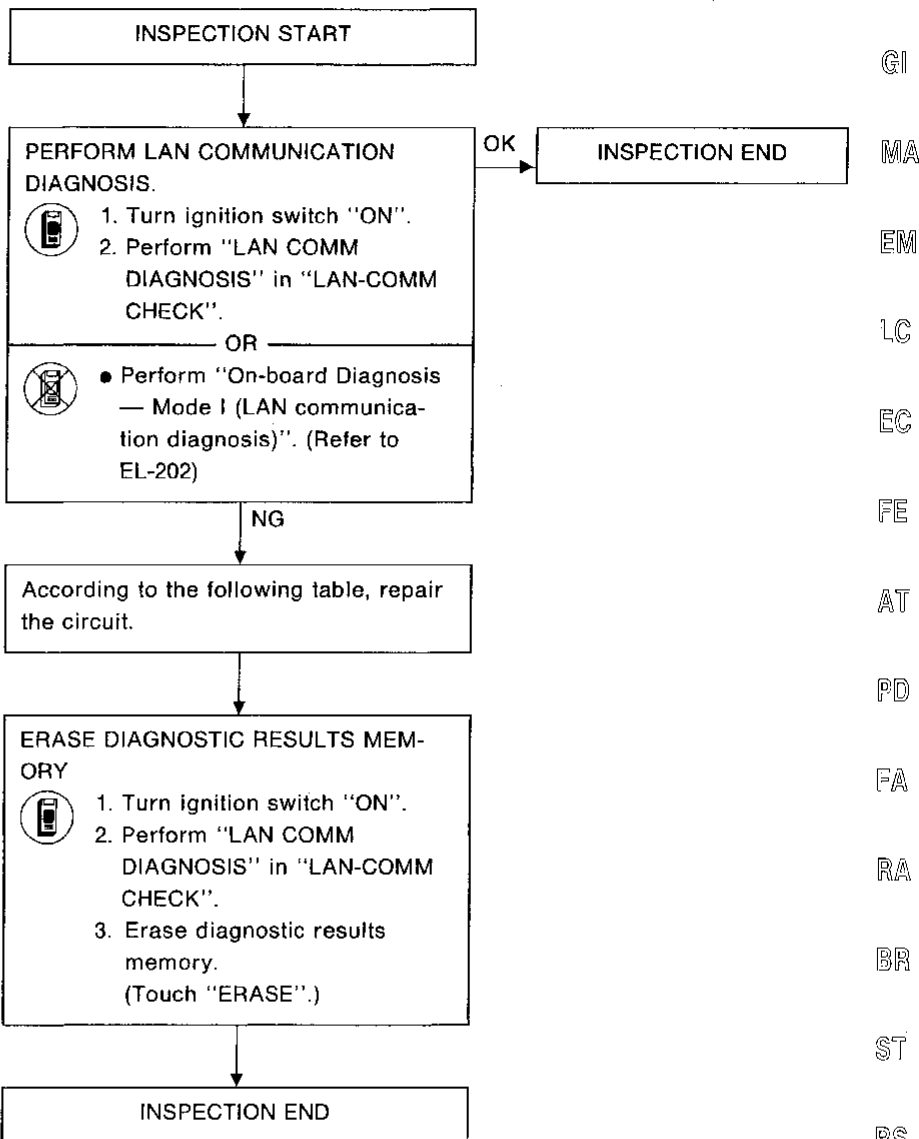 INSPECTION START
PERFORM LAN COMMUNICATION
DIAGNOSIS.
1. Turn ignition switch "ON".
2. Perform "LAN COMM
DIAGNOSIS" in "LAN-COMM
CHECK".
OR
● Perform "On-board Diagnosis
— Mode I (LAN communica-
tion diagnosis)". (Refer to
EL-202)
OK
INSPECTION END
NG
According to the following table, repair
the circuit.
ERASE DIAGNOSTIC RESULTS MEM-
ORY
1. Turn ignition switch "ON".
2. Perform "LAN COMM
DIAGNOSIS" in "LAN-COMM
CHECK".
3. Erase diagnostic results
memory.
(Touch "ERASE".)
INSPECTION END
GI
MA
EM
LC
EC
FE
AT
PD
FA
RA
BR
ST
RS